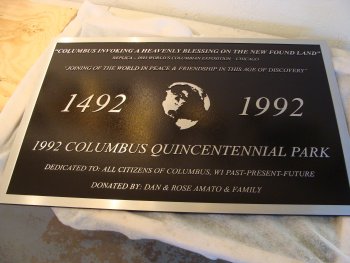 "COLUMBUS INVOKING A HEAVENLY BLESSING ON THE NEW FOUND LAND"
REPLICA - 1893 WORLD'S COLUMBIAN EXPOSITION - CHICAGO
"JOINING OF THE WORLD IN PEACE & FRIENDSHIP IN THIS AGE OF DISCOVERY"
1492 1992
1992 COLUMBUS QUINCENTENNIAL PARK
DEDICATED TO: ALL CITIZENS OF COLUMBUS, WI PAST-PRESENT-FUTURE
DONATED BY: DAN & ROSE AMATO & FAMILY